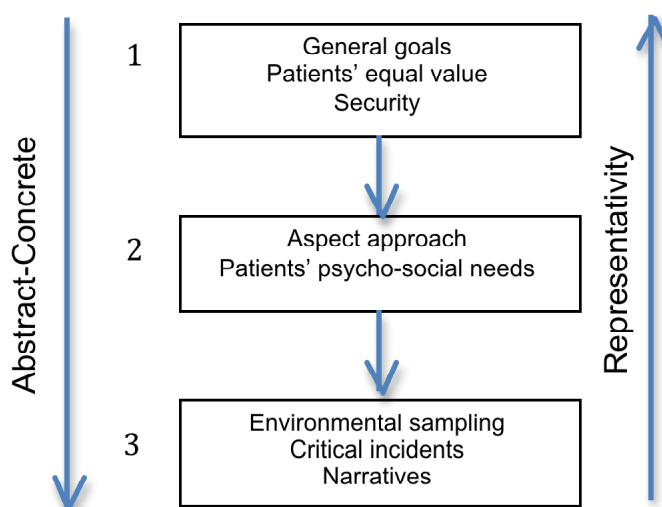 1
General goals
Patients’ equal value
Security
2
Aspect approach
Patients’ psycho-social needs
3
Environmental sampling
Critical incidents
Narratives
Abstract-Concrete
Representativity